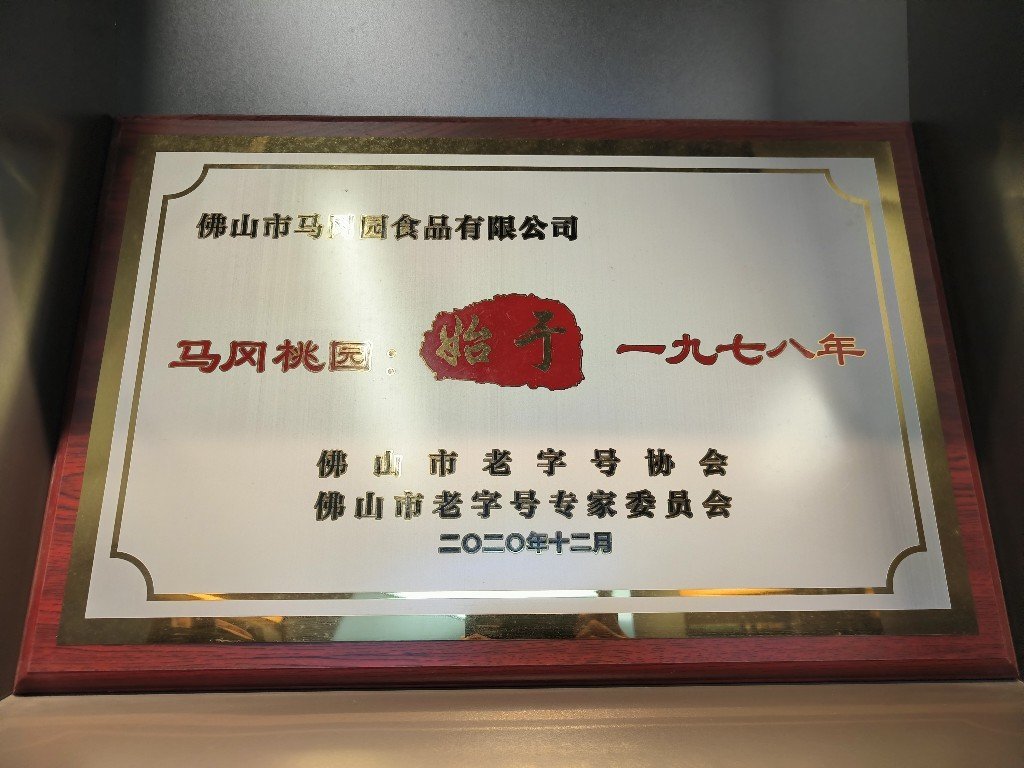 佛山市马冈园食品有限公司
马冈桃园：始于 一九七八年
佛山市老字号协会
佛山市老字号专家委员会
二〇二〇年十二月